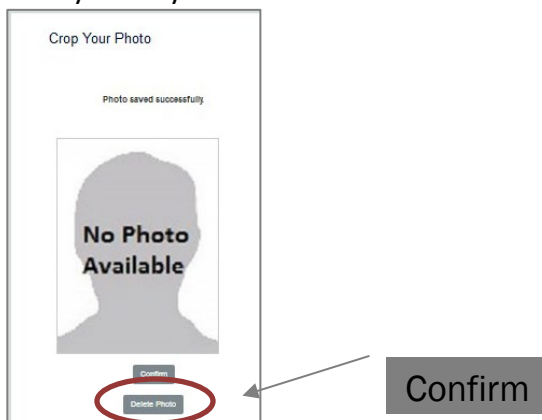 Crop Your Photo
Photo saved successfully.
No Photo
Available
Confirm
Delete Photo
Confirm